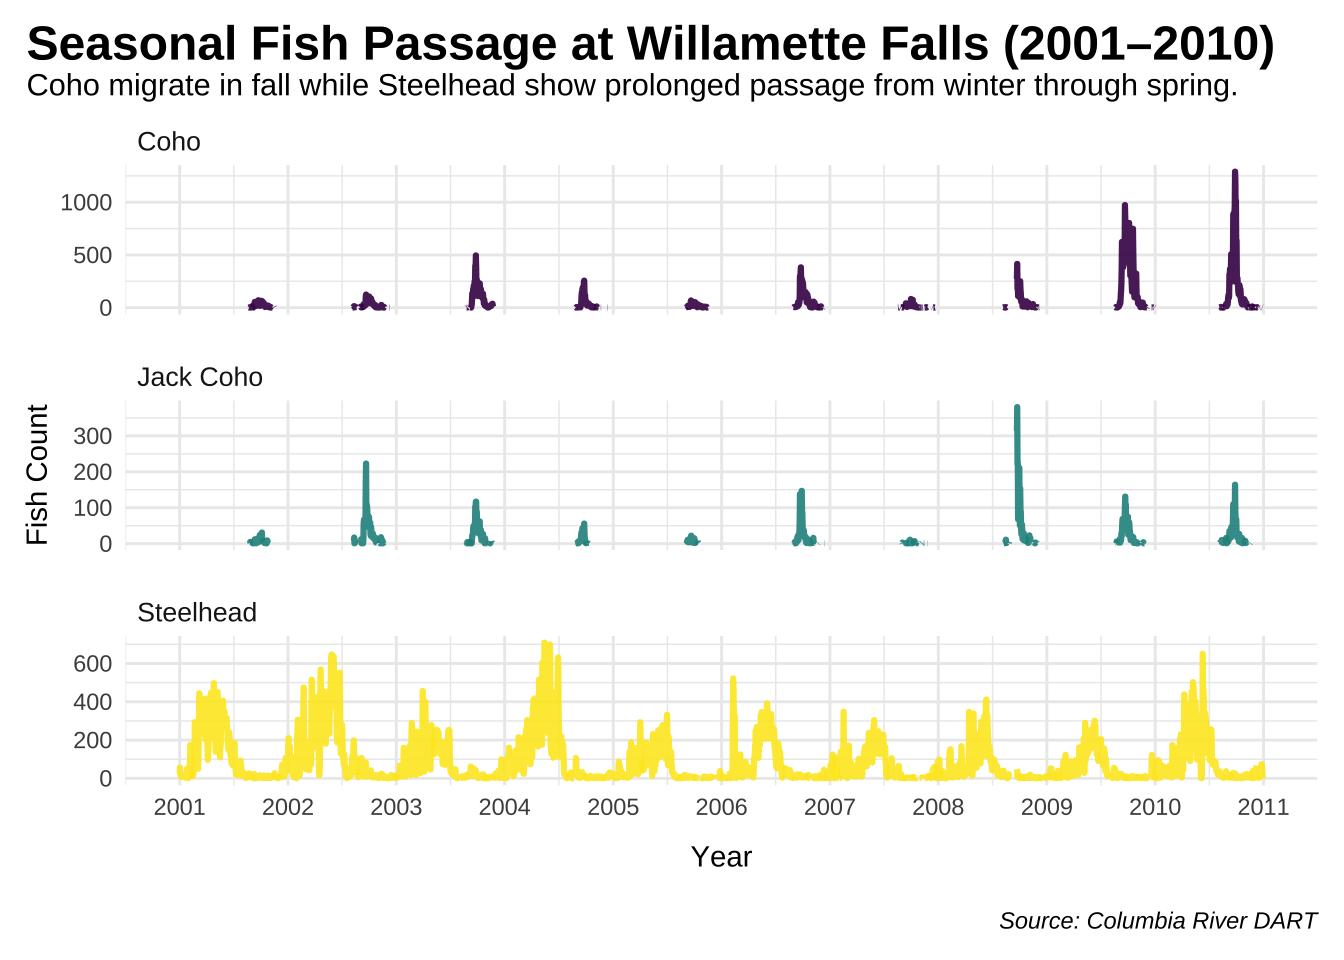 Seasonal Fish Passage at Willamette Falls (2001–2010)
Coho migrate in fall while Steelhead show prolonged passage from winter through spring.
Coho
1000
500
0
Jack Coho
300
200
100
0
Fish Count
Steelhead
600
400
200
0
2001 2002 2003 2004 2005 2006 2007 2008 2009 2010 2011
Year
Source: Columbia River DART